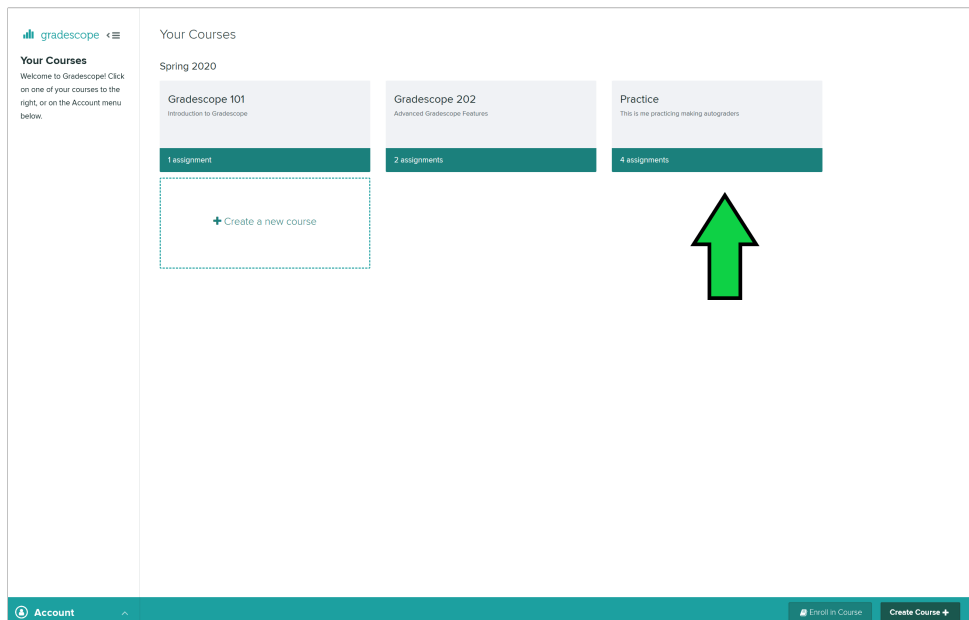 gradescope
Your Courses
Welcome to Gradescope! Click
on one of your courses to the
right, or on the Account menu
below.
Your Courses
Spring 2020
Gradescope 101
Introduction to Gradescope
1 assignment
Gradescope 202
Advanced Gradescope Features
2 assignments
Practice
This is me practicing making autograders
4 assignments
+ Create a new course
Account
Enroll in Course
Create Course +